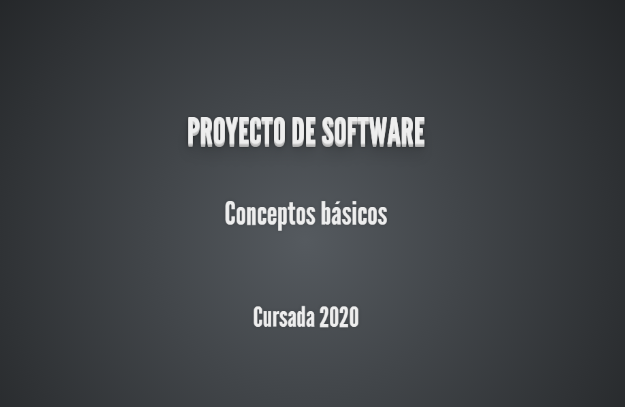 PROYECTO DE SOFTWARE
Conceptos básicos
Cursada 2020